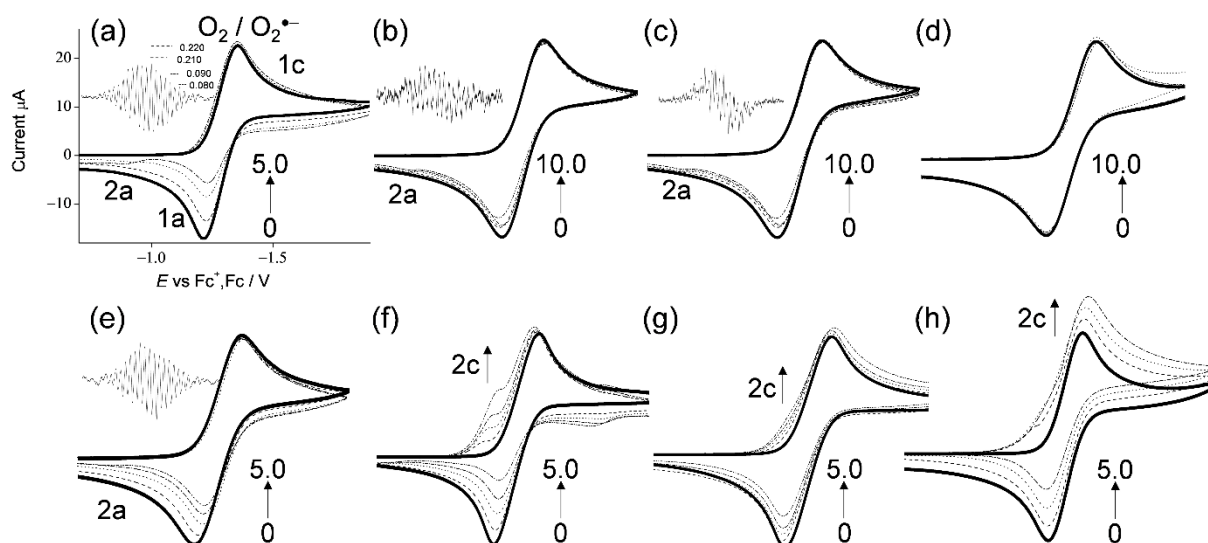 (a)
O₂ / O₂•−
0.220
0.210
0.090
0.080
1c
Current μA
20
10
0
−10
5.0
0
2a
1a
−1.0
−1.5
E vs Fc⁺,Fc / V
(b)
10.0
0
2a
(c)
10.0
0
2a
(d)
10.0
0
(e)
5.0
0
2a
(f)
2c
5.0
0
(g)
2c
5.0
0
(h)
2c
5.0
0